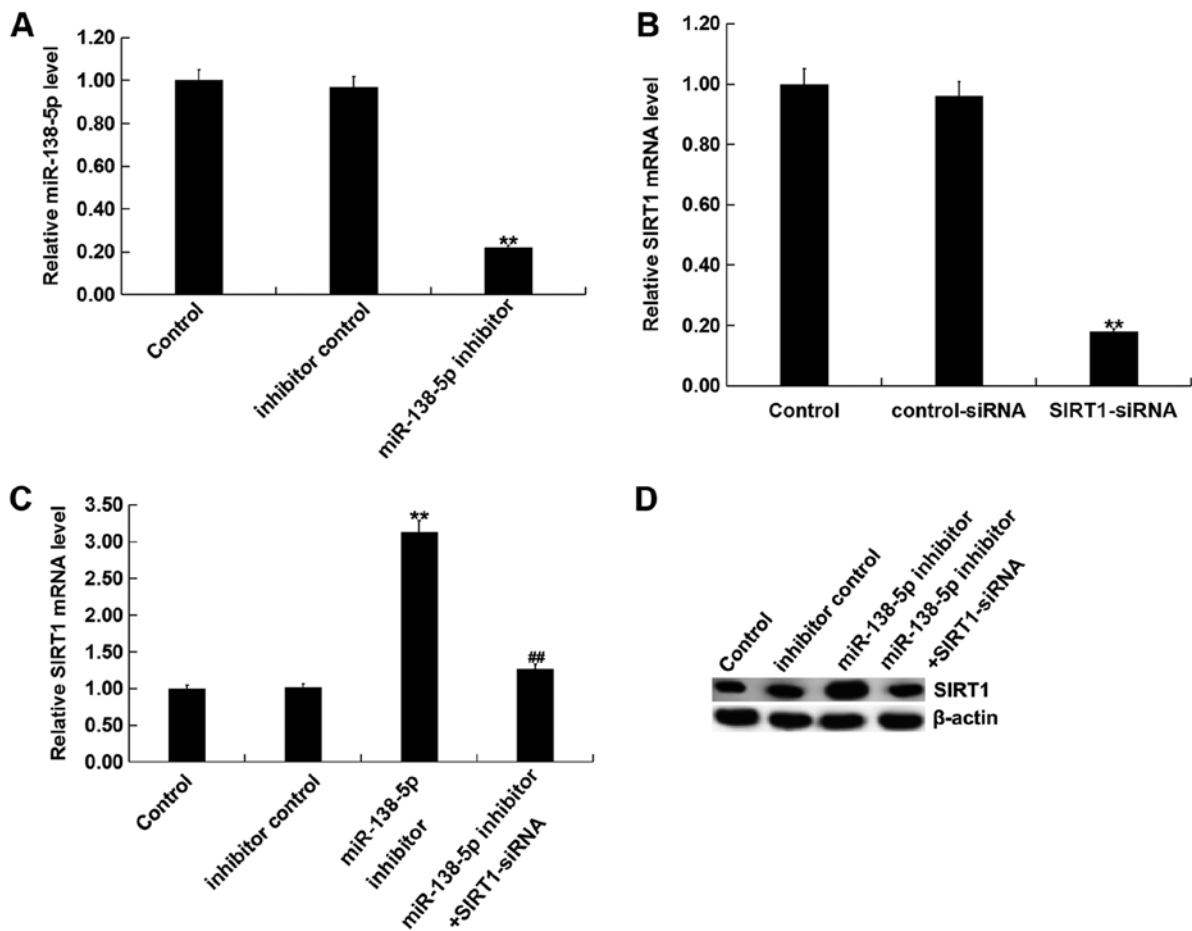 A
Relative miR-138-5p level
1.20
1.00
0.80
0.60
0.40
0.20
0.00
**
Control
inhibitor control
miR-138-5p inhibitor
B
Relative SIRT1 mRNA level
1.20
1.00
0.80
0.60
0.40
0.20
0.00
**
Control
control-siRNA
SIRT1-siRNA
C
Relative SIRT1 mRNA level
3.50
3.00
2.50
2.00
1.50
1.00
0.50
0.00
**
##
Control
inhibitor control
miR-138-5p
inhibitor
miR-138-5p inhibitor
+SIRT1-siRNA
D
Control
inhibitor control
miR-138-5p inhibitor
miR-138-5p inhibitor
+SIRT1-siRNA
SIRT1
β-actin